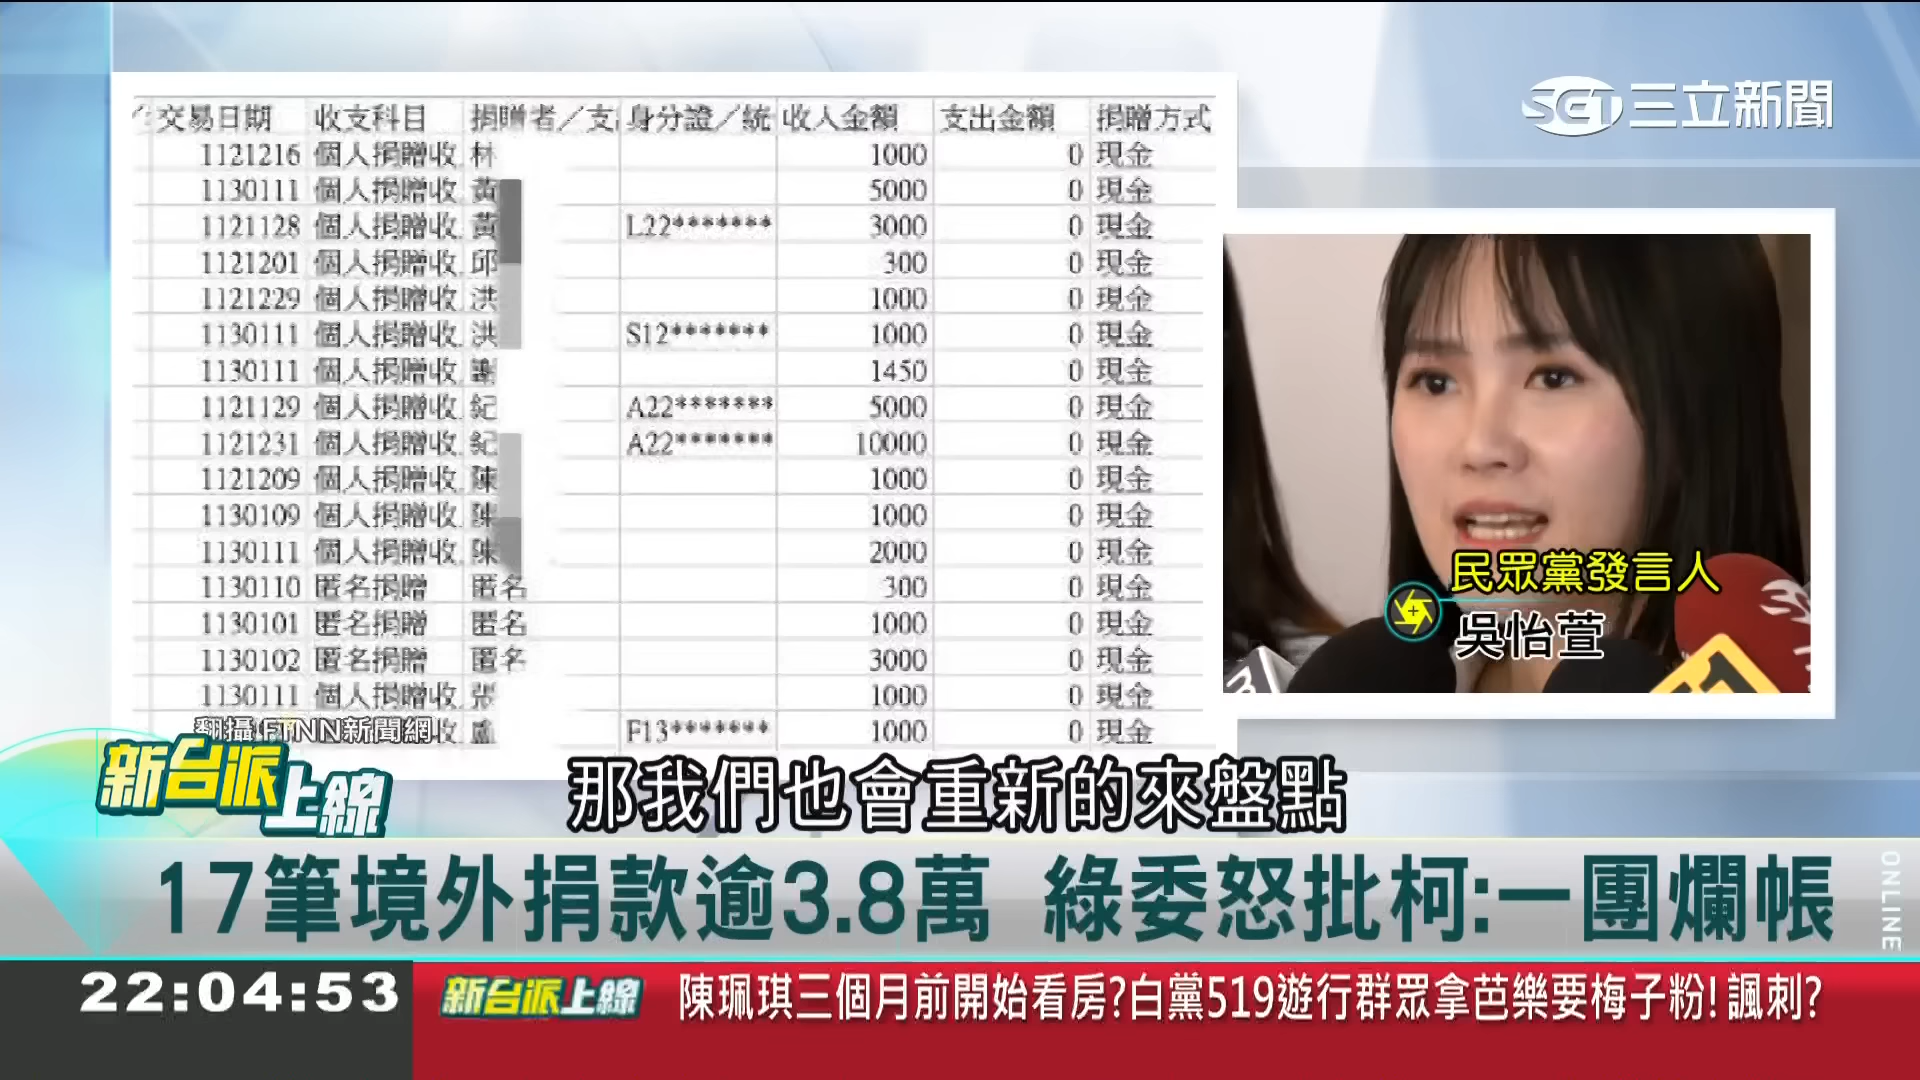 SET三立新聞
交易日期 收支科目 捐贈者／支 身分證／統 收入金額 支出金額 捐贈方式
1121216 個人捐贈收 林 1000 0 現金
1130111 個人捐贈收 黃 5000 0 現金
1121128 個人捐贈收 黃 L22******* 3000 0 現金
1121201 個人捐贈收 邱 300 0 現金
1121229 個人捐贈收 洪 1000 0 現金
1130111 個人捐贈收 洪 S12******* 1000 0 現金
1130111 個人捐贈收 謝 1450 0 現金
1121129 個人捐贈收 紀 A22******* 5000 0 現金
1121231 個人捐贈收 紀 A22******* 10000 0 現金
1121209 個人捐贈收 陳 1000 0 現金
1130109 個人捐贈收 陳 1000 0 現金
1130111 個人捐贈收 陳 2000 0 現金
1130110 匿名捐贈 匿名 300 0 現金
1130101 匿名捐贈 匿名 1000 0 現金
1130102 匿名捐贈 匿名 3000 0 現金
1130111 個人捐贈收 張 1000 0 現金
收 盧 F13******* 1000 0 現金
翻攝 FTNN新聞網
民眾黨發言人
吳怡萱
新台派上線
那我們也會重新的來盤點
17筆境外捐款逾3.8萬 綠委怒批柯:一團爛帳
ONLINE
22:04:53 新台派上線 陳珮琪三個月前開始看房?白黨519遊行群眾拿芭樂要梅子粉!諷刺?